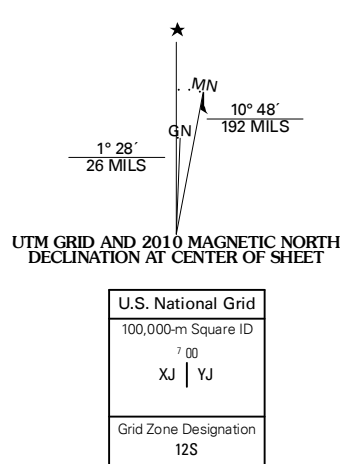 ★
MN
10° 48´
192 MILS
GN
1° 28´
26 MILS
UTM GRID AND 2010 MAGNETIC NORTH
DECLINATION AT CENTER OF SHEET
U.S. National Grid
100,000-m Square ID
7 00
XJ | YJ
Grid Zone Designation
12S